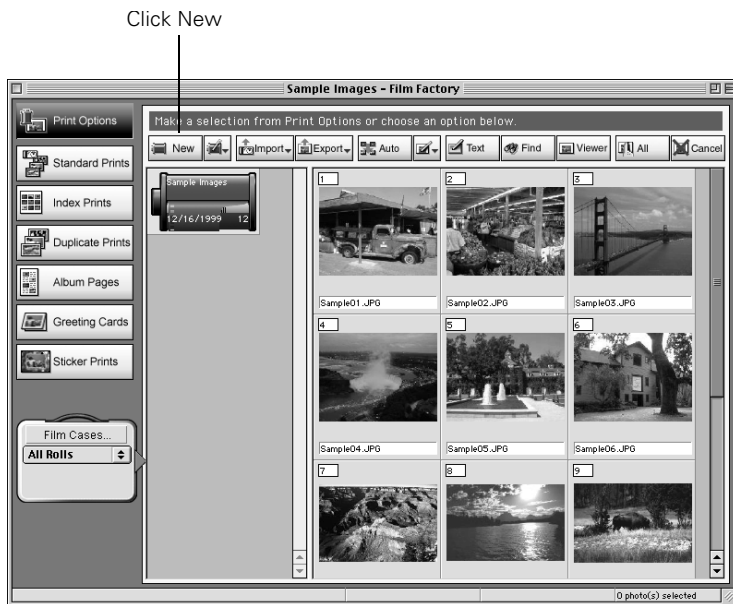 Click New
Sample Images - Film Factory
Print Options
Make a selection from Print Options or choose an option below.
New
Import
Export
Auto
Text
Find
Viewer
All
Cancel
Standard Prints
Index Prints
Duplicate Prints
Album Pages
Greeting Cards
Sticker Prints
Film Cases...
All Rolls
Sample Images
12/16/1999 12
1
2
3
Sample01.JPG
Sample02.JPG
Sample03.JPG
4
5
6
Sample04.JPG
Sample05.JPG
Sample06.JPG
7
8
9
0 photo(s) selected